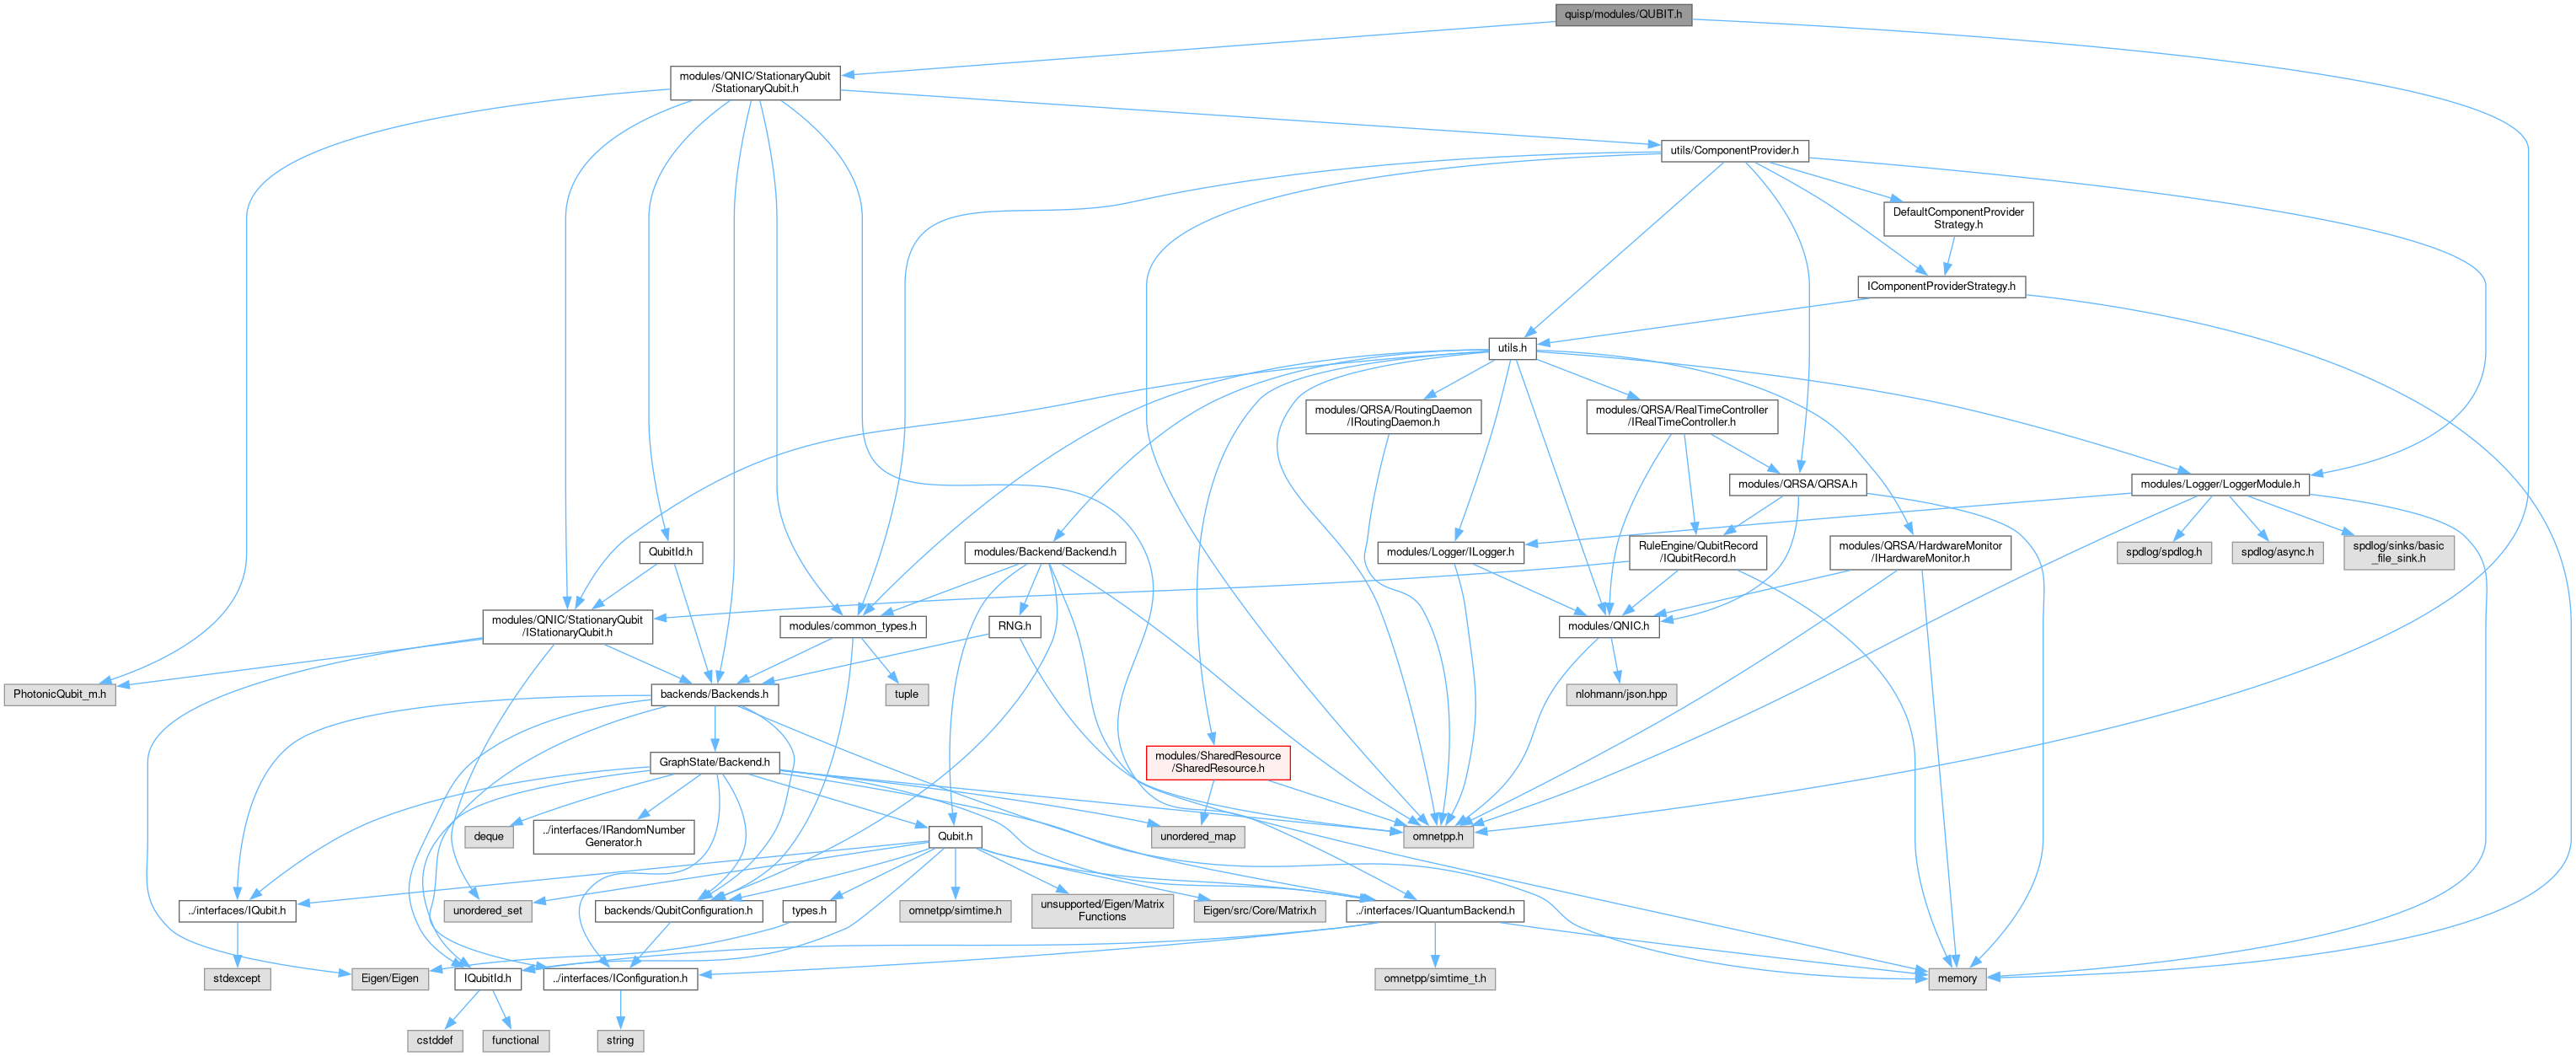 quisp/modules/QUBIT.h
modules/QNIC/StationaryQubit
/StationaryQubit.h
utils/ComponentProvider.h
DefaultComponentProvider
Strategy.h
IComponentProviderStrategy.h
utils.h
modules/QRSA/RoutingDaemon
/IRoutingDaemon.h
modules/QRSA/RealTimeController
/IRealTimeController.h
modules/QRSA/QRSA.h
modules/Logger/LoggerModule.h
QubitId.h
modules/Backend/Backend.h
modules/Logger/ILogger.h
RuleEngine/QubitRecord
/IQubitRecord.h
modules/QRSA/HardwareMonitor
/IHardwareMonitor.h
spdlog/spdlog.h
spdlog/async.h
spdlog/sinks/basic
_file_sink.h
modules/QNIC/StationaryQubit
/IStationaryQubit.h
modules/common_types.h
RNG.h
modules/QNIC.h
PhotonicQubit_m.h
backends/Backends.h
tuple
nlohmann/json.hpp
GraphState/Backend.h
modules/SharedResource
/SharedResource.h
deque
../interfaces/IRandomNumber
Generator.h
Qubit.h
unordered_map
omnetpp.h
../interfaces/IQubit.h
unordered_set
backends/QubitConfiguration.h
types.h
omnetpp/simtime.h
unsupported/Eigen/Matrix
Functions
Eigen/src/Core/Matrix.h
../interfaces/IQuantumBackend.h
stdexcept
Eigen/Eigen
IQubitId.h
../interfaces/IConfiguration.h
omnetpp/simtime_t.h
memory
cstddef
functional
string